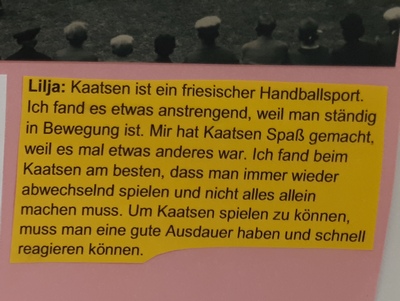 Lilja: Kaatsen ist ein friesischer Handballsport.
Ich fand es etwas anstrengend, weil man ständig
in Bewegung ist. Mir hat Kaatsen Spaß gemacht,
weil es mal etwas anderes war. Ich fand beim
Kaatsen am besten, dass man immer wieder
abwechselnd spielen und nicht alles allein
machen muss. Um Kaatsen spielen zu können,
muss man eine gute Ausdauer haben und schnell
reagieren können.